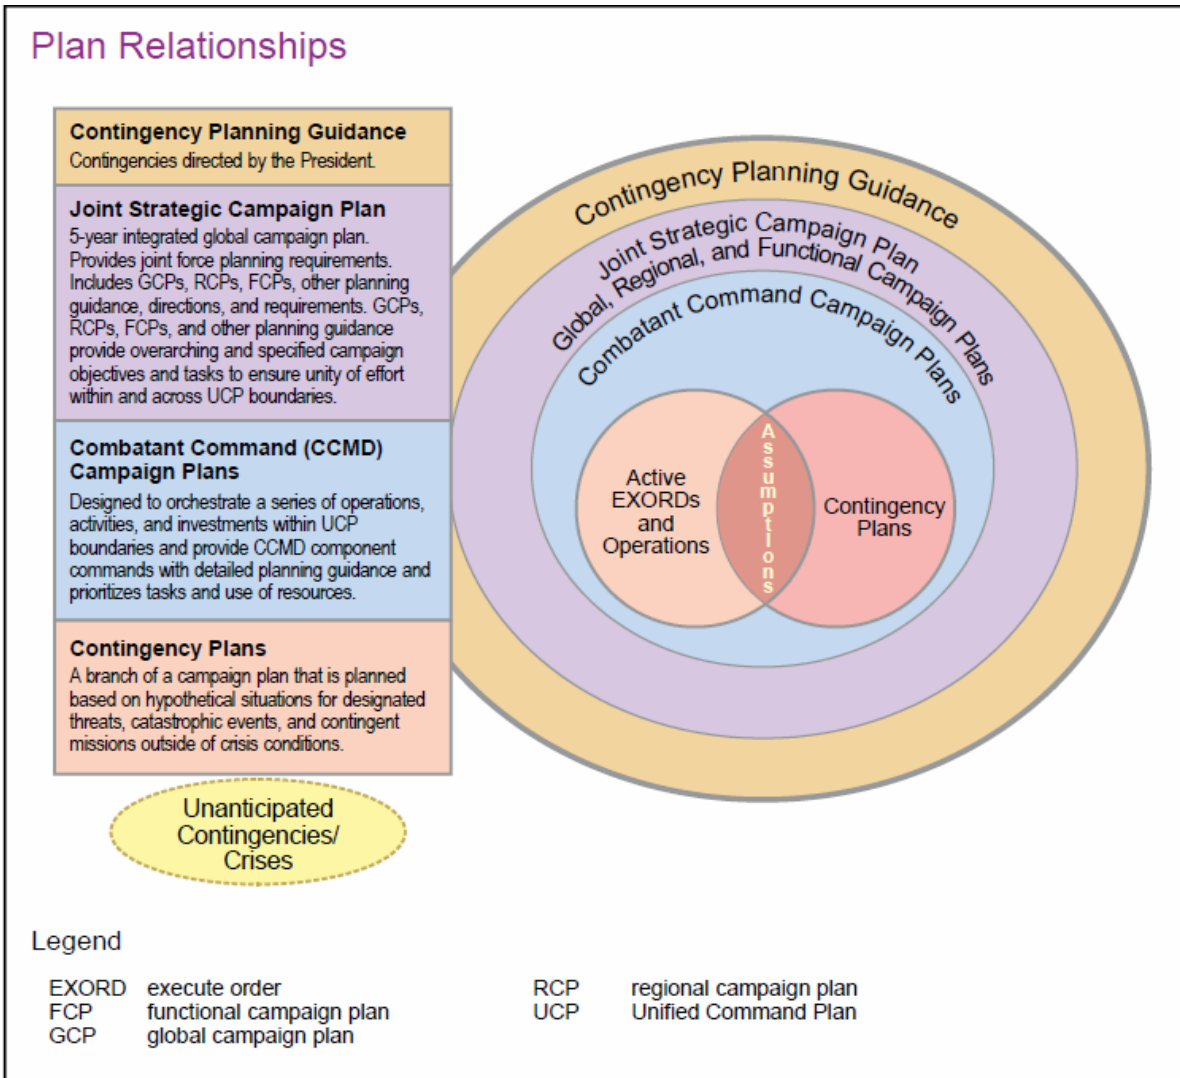 Plan Relationships
Contingency Planning Guidance
Contingencies directed by the President.
Joint Strategic Campaign Plan
5-year integrated global campaign plan.
Provides joint force planning requirements.
Includes GCPs, RCPs, FCPs, other planning
guidance, directions, and requirements. GCPs,
RCPs, FCPs, and other planning guidance
provide overarching and specified campaign
objectives and tasks to ensure unity of effort
within and across UCP boundaries.
Combatant Command (CCMD)
Campaign Plans
Designed to orchestrate a series of operations,
activities, and investments within UCP
boundaries and provide CCMD component
commands with detailed planning guidance and
prioritizes tasks and use of resources.
Contingency Plans
A branch of a campaign plan that is planned
based on hypothetical situations for designated
threats, catastrophic events, and contingent
missions outside of crisis conditions.
Unanticipated
Contingencies/
Crises
Contingency Planning Guidance
Joint Strategic Campaign Plan
Global, Regional, and Functional Campaign Plans
Combatant Command Campaign Plans
Active
EXORDs
and
Operations
Assumptions
Contingency
Plans
Legend
EXORD execute order
FCP functional campaign plan
GCP global campaign plan
RCP regional campaign plan
UCP Unified Command Plan